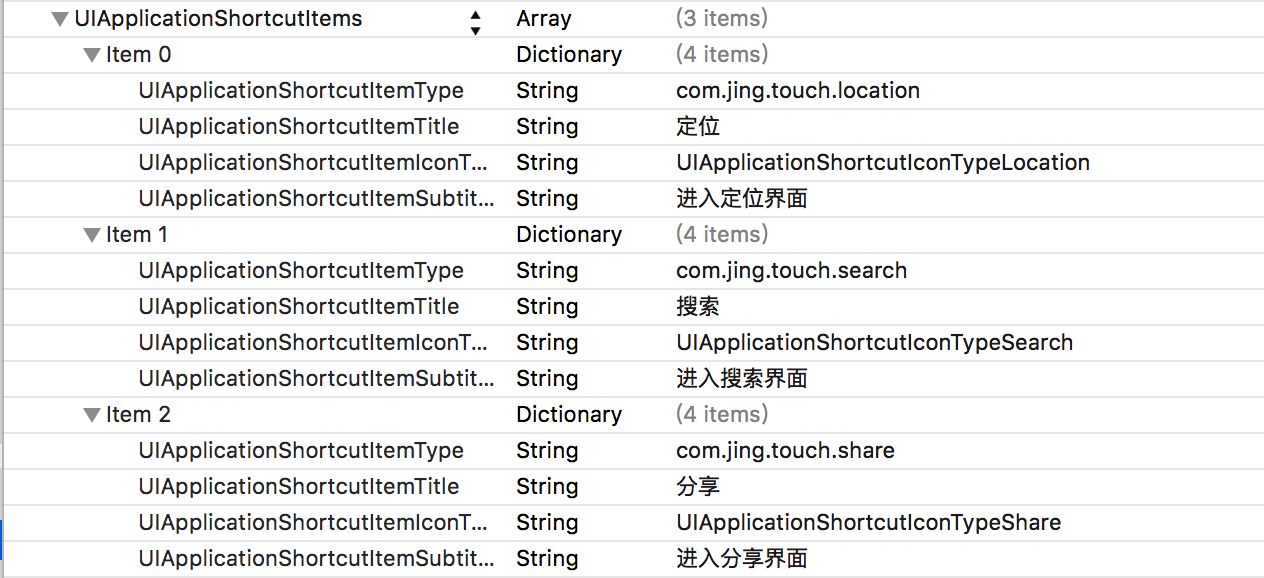 UIApplicationShortcutItems Array (3 items)
Item 0 Dictionary (4 items)
UIApplicationShortcutItemType String com.jing.touch.location
UIApplicationShortcutItemTitle String 定位
UIApplicationShortcutItemIconT... String UIApplicationShortcutIconTypeLocation
UIApplicationShortcutItemSubtit... String 进入定位界面
Item 1 Dictionary (4 items)
UIApplicationShortcutItemType String com.jing.touch.search
UIApplicationShortcutItemTitle String 搜索
UIApplicationShortcutItemIconT... String UIApplicationShortcutIconTypeSearch
UIApplicationShortcutItemSubtit... String 进入搜索界面
Item 2 Dictionary (4 items)
UIApplicationShortcutItemType String com.jing.touch.share
UIApplicationShortcutItemTitle String 分享
UIApplicationShortcutItemIconT... String UIApplicationShortcutIconTypeShare
UIApplicationShortcutItemSubtit... String 进入分享界面